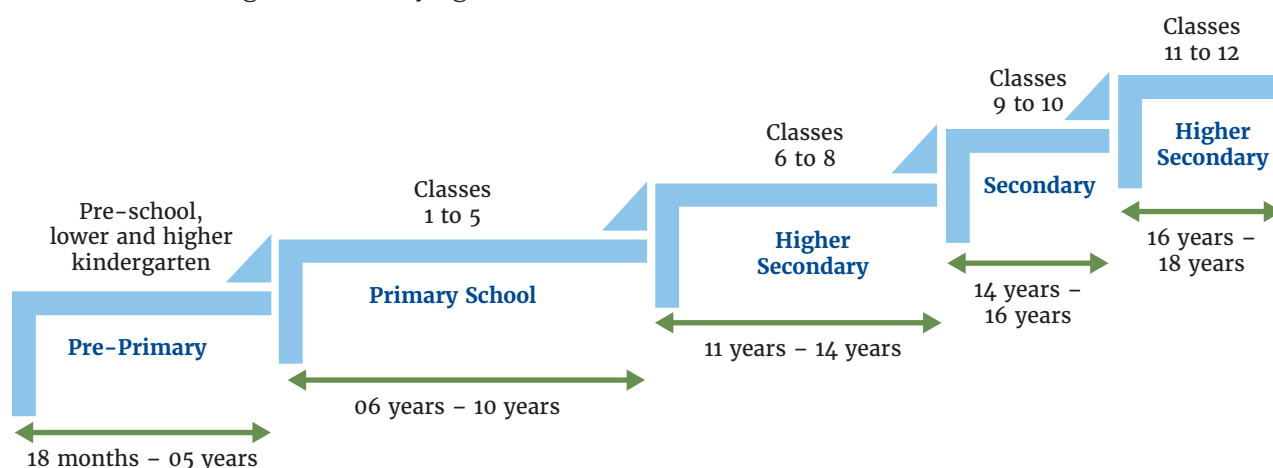 Pre-school,
lower and higher
kindergarten
Pre-Primary
18 months – 05 years
Classes
1 to 5
Primary School
06 years – 10 years
Classes
6 to 8
Higher
Secondary
11 years – 14 years
Classes
9 to 10
Secondary
14 years –
16 years
Classes
11 to 12
Higher
Secondary
16 years –
18 years